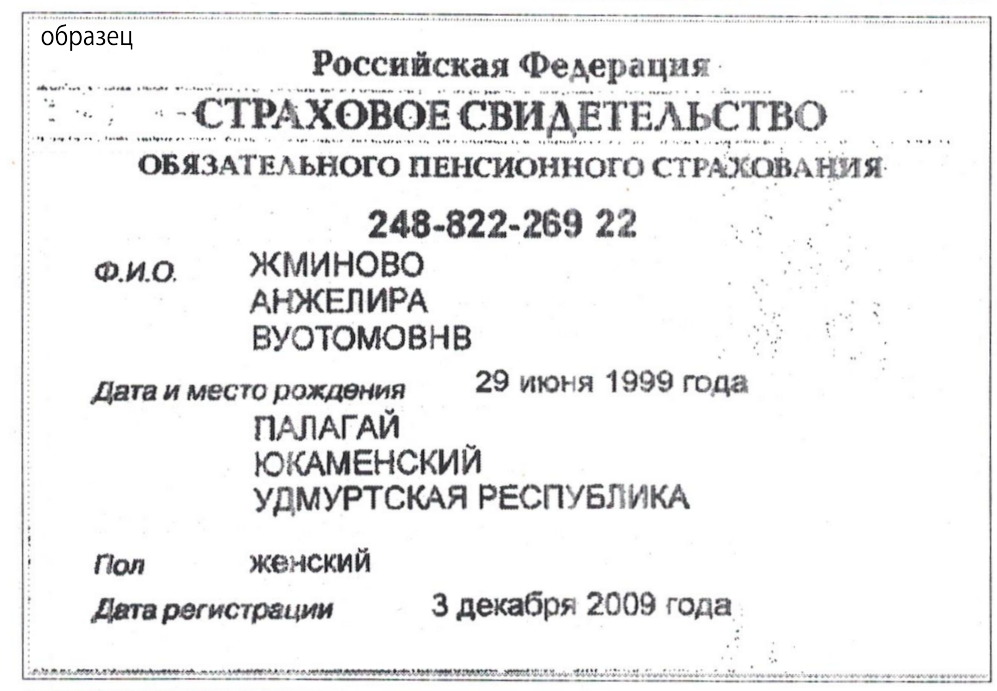 образец
Российская Федерация
СТРАХОВОЕ СВИДЕТЕЛЬСТВО
ОБЯЗАТЕЛЬНОГО ПЕНСИОННОГО СТРАХОВАНИЯ
248-822-269 22
Ф.И.О. ЖМИНОВО
АНЖЕЛИРА
ВУОТОМОВНВ
Дата и место рождения 29 июня 1999 года
ПАЛАГАЙ
ЮКАМЕНСКИЙ
УДМУРТСКАЯ РЕСПУБЛИКА
Пол женский
Дата регистрации 3 декабря 2009 года